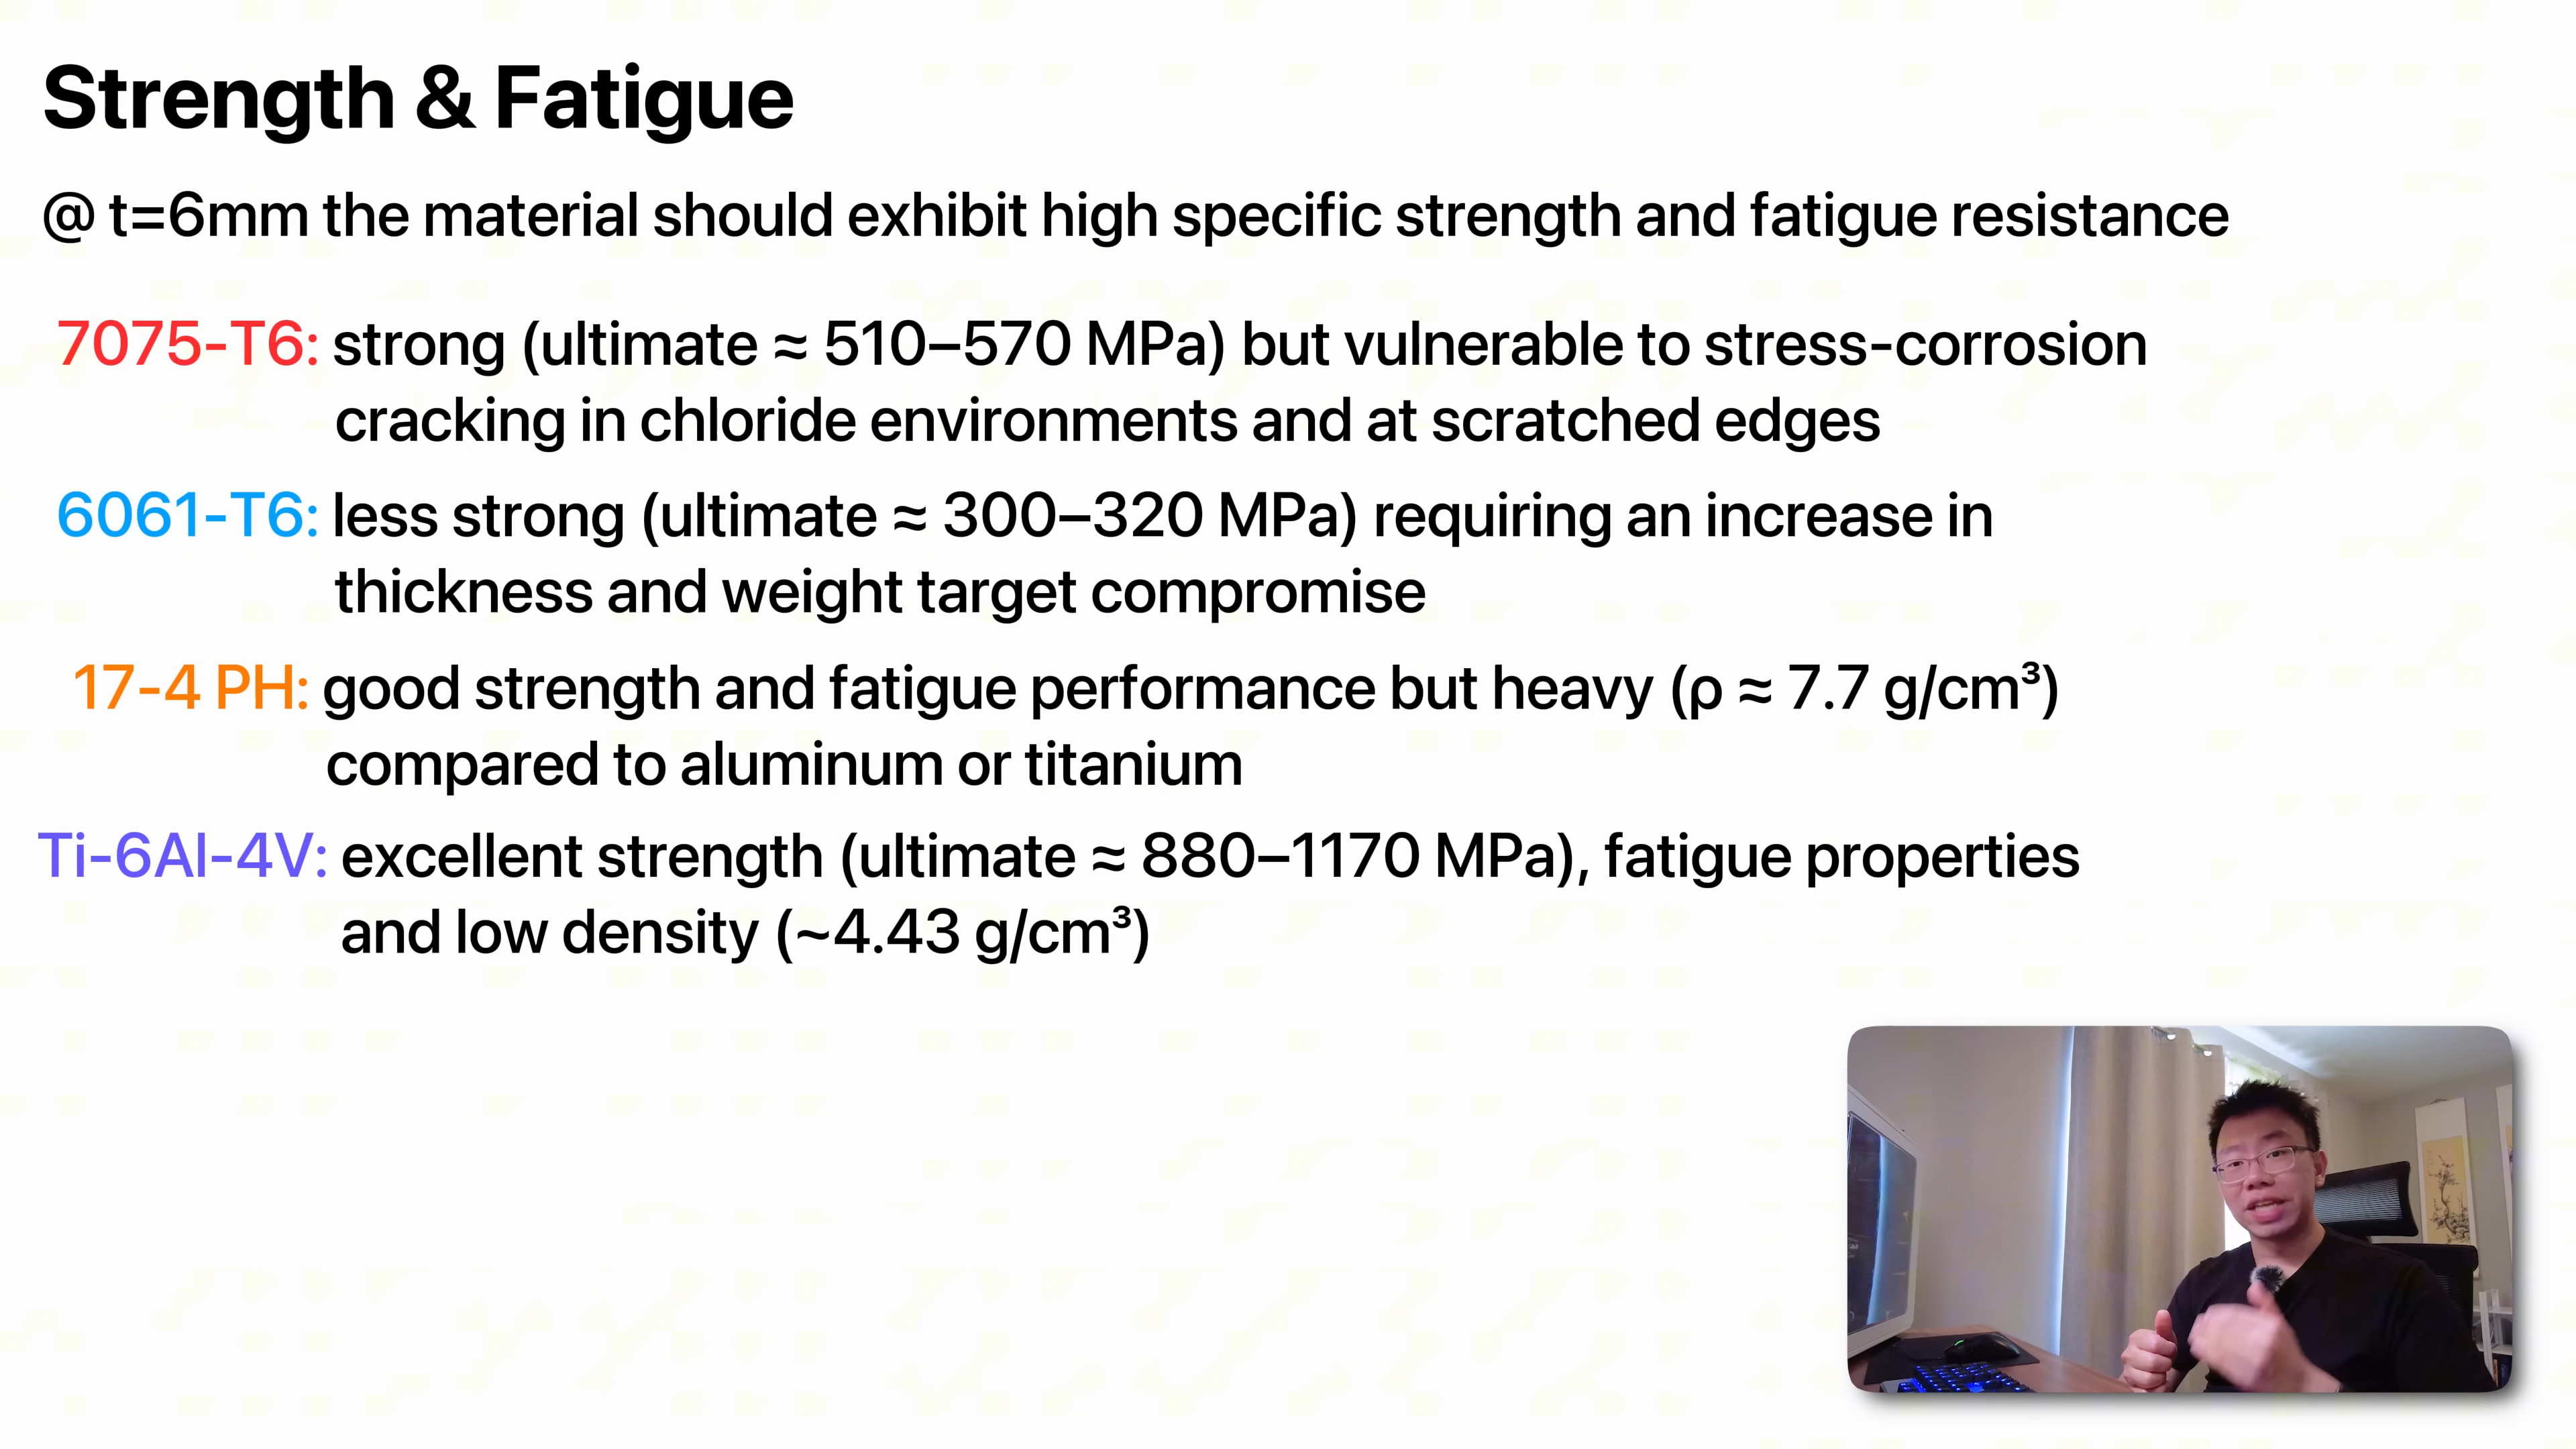 Strength & Fatigue
@ t=6mm the material should exhibit high specific strength and fatigue resistance
7075-T6: strong (ultimate ≈ 510–570 MPa) but vulnerable to stress-corrosion
cracking in chloride environments and at scratched edges
6061-T6: less strong (ultimate ≈ 300–320 MPa) requiring an increase in
thickness and weight target compromise
17-4 PH: good strength and fatigue performance but heavy (ρ ≈ 7.7 g/cm³)
compared to aluminum or titanium
Ti-6Al-4V: excellent strength (ultimate ≈ 880–1170 MPa), fatigue properties
and low density (~4.43 g/cm³)